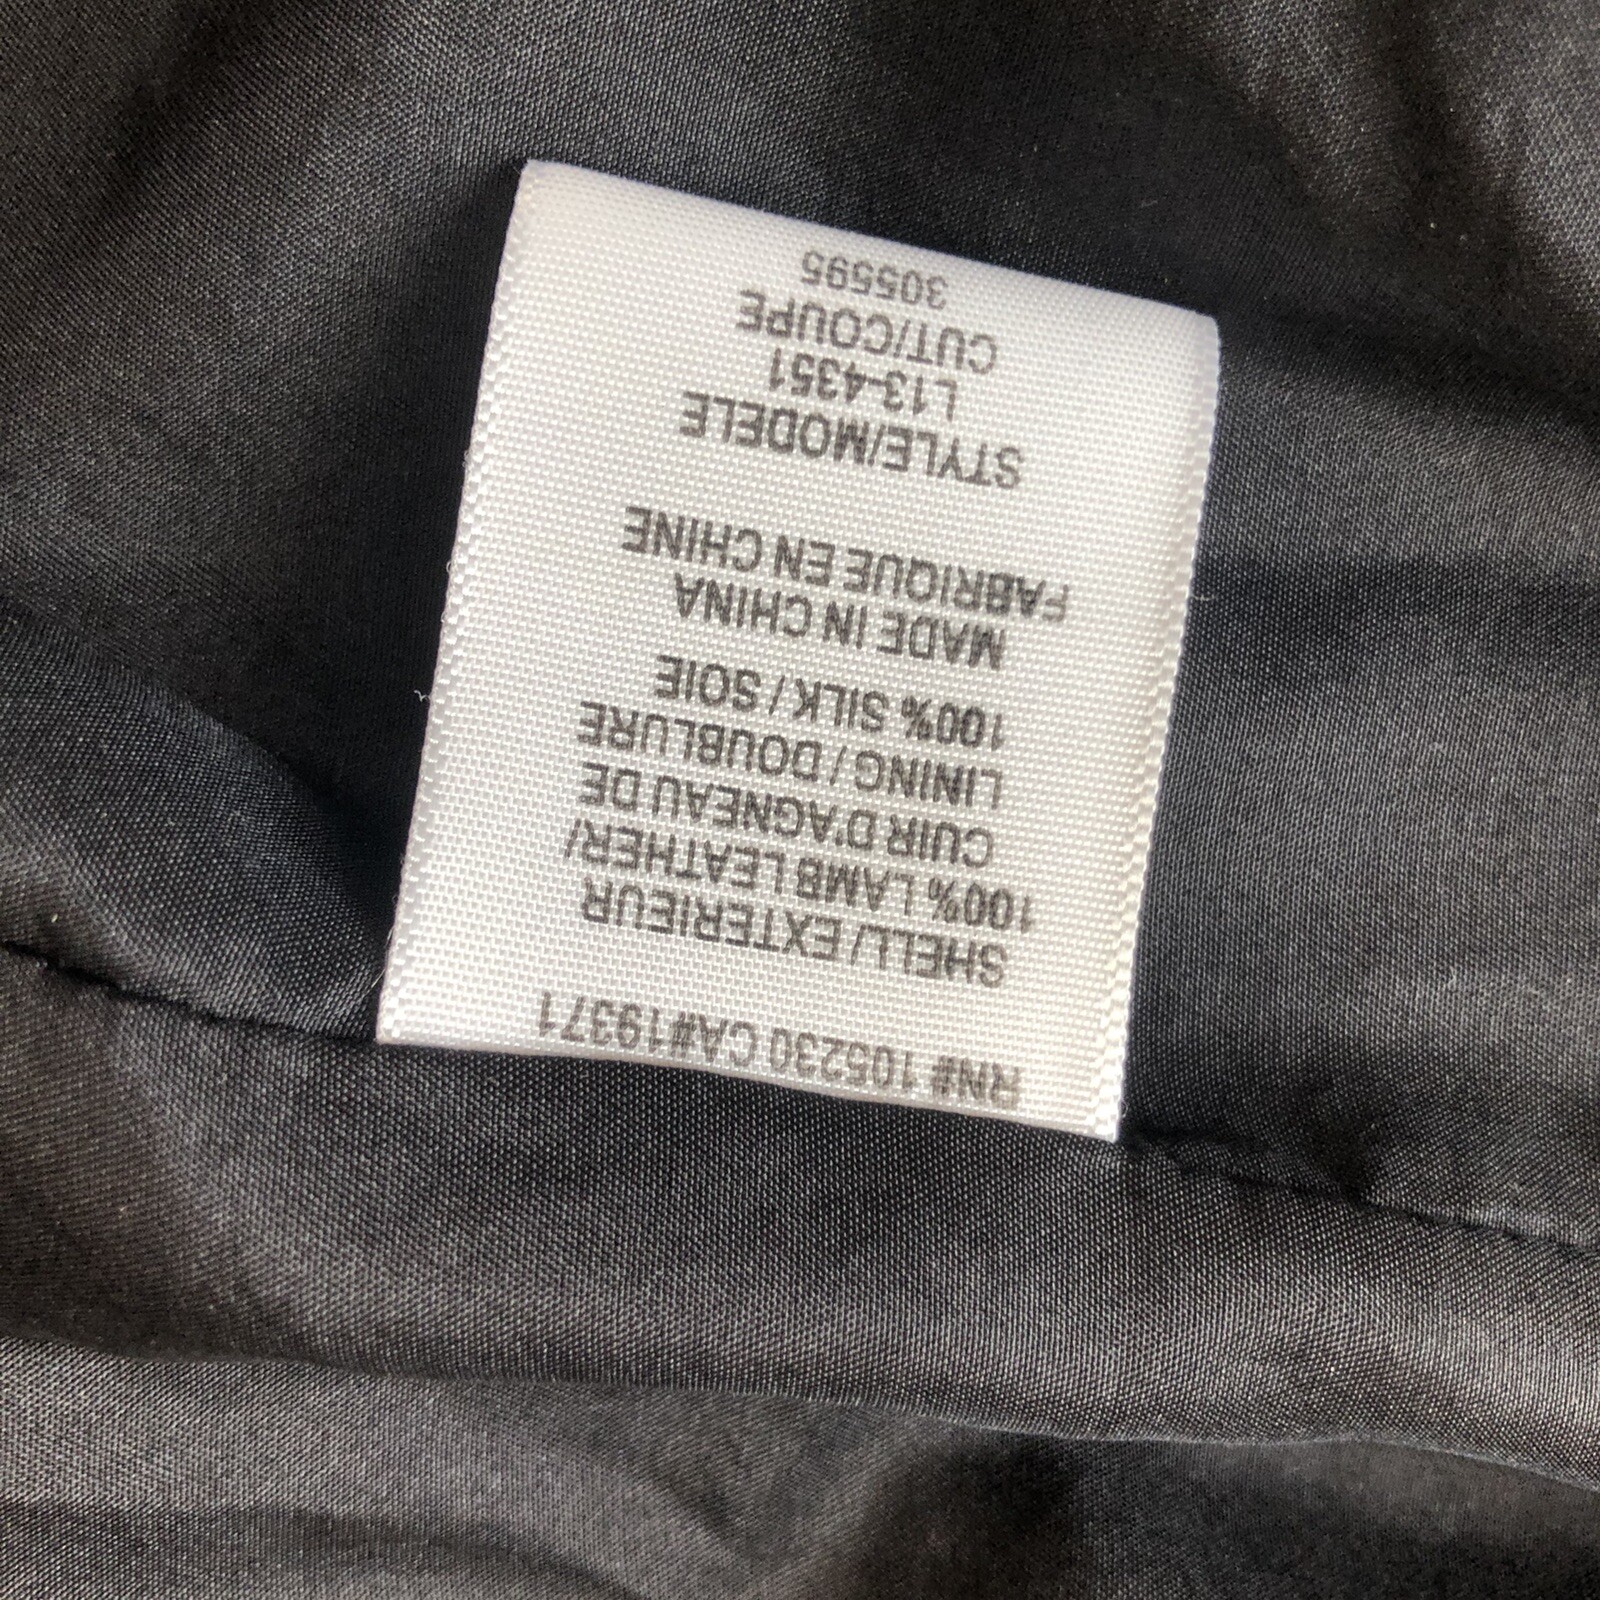 RN# 105230 CA#19371
SHELL / EXTERIEUR
100% LAMB LEATHER/
CUIR D'AGNEAU DE
LINING / DOUBLURE
100% SILK / SOIE
MADE IN CHINA
FABRIQUE EN CHINE
STYLE/MODELE
L13-4351
CUT/COUPE
305595